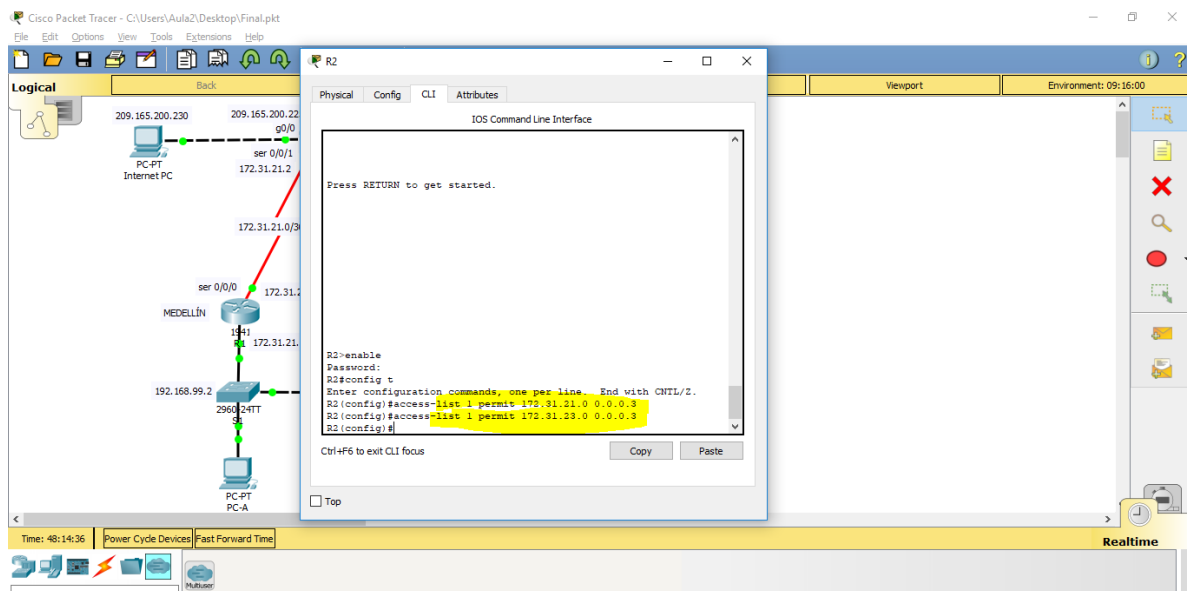 Cisco Packet Tracer - C:\Users\Aula2\Desktop\Final.pkt
File Edit Options View Tools Extensions Help
Logical
Back
Viewport
Environment: 09:16:00
209.165.200.230
209.165.200.22
g0/0
ser 0/0/1
172.31.21.2
PC-PT
Internet PC
172.31.21.0/30
ser 0/0/0
172.31.2
MEDELLÍN
1941
R1
172.31.21.
192.168.99.2
2960-24TT
S1
PC-PT
PC-A
R2
Physical Config CLI Attributes
IOS Command Line Interface
Press RETURN to get started.
R2>enable
Password:
R2#config t
Enter configuration commands, one per line. End with CNTL/Z.
R2(config)#access-list 1 permit 172.31.21.0 0.0.0.3
R2(config)#access-list 1 permit 172.31.23.0 0.0.0.3
R2(config)#
Ctrl+F6 to exit CLI focus
Copy
Paste
Top
Time: 48:14:36
Power Cycle Devices
Fast Forward Time
Realtime
Multiuser